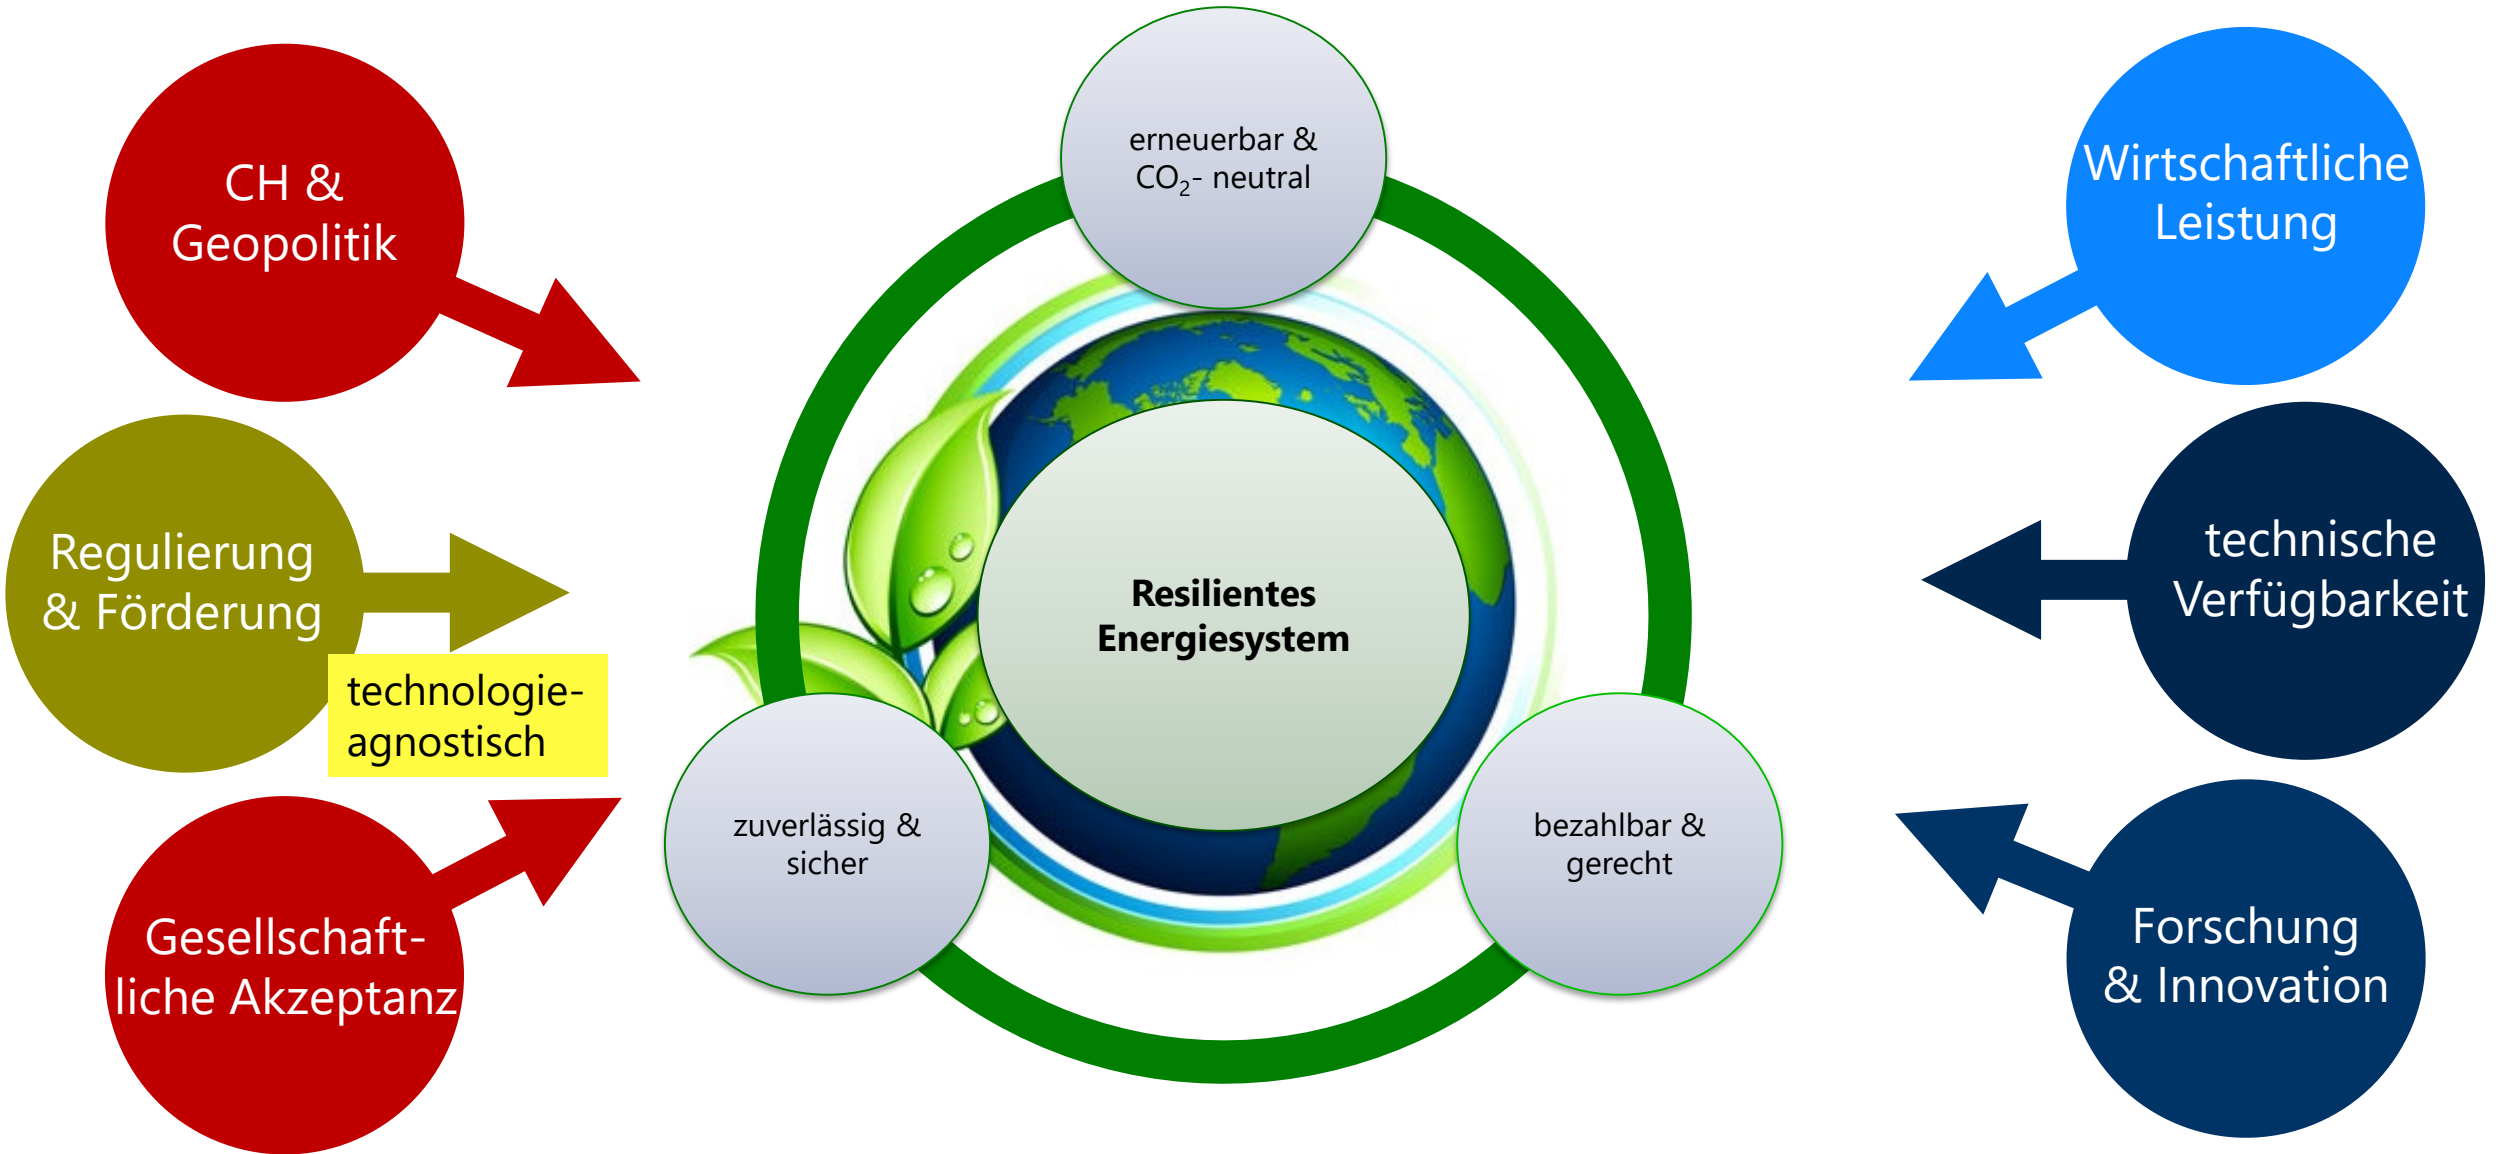 CH &
Geopolitik
Regulierung
& Förderung
technologie-
agnostisch
Gesellschaft-
liche Akzeptanz
erneuerbar &
CO₂- neutral
Resilientes
Energiesystem
zuverlässig &
sicher
bezahlbar &
gerecht
Wirtschaftliche
Leistung
technische
Verfügbarkeit
Forschung
& Innovation